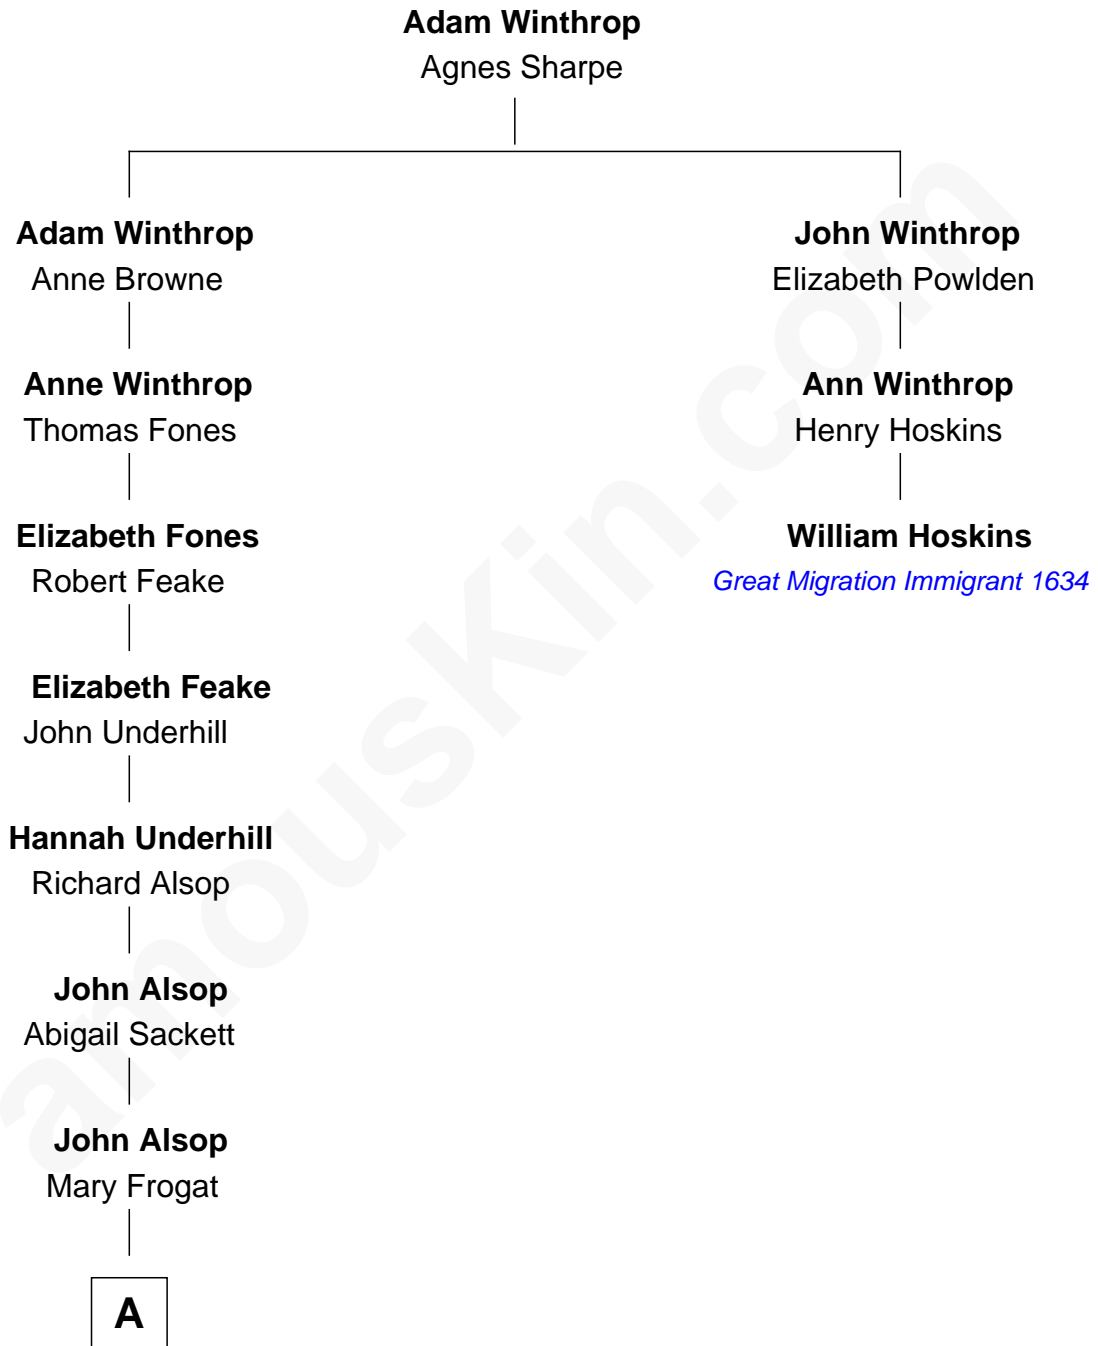 Adam Winthrop
Agnes Sharpe
Adam Winthrop
Anne Browne
John Winthrop
Elizabeth Powlden
Anne Winthrop
Thomas Fones
Ann Winthrop
Henry Hoskins
Elizabeth Fones
Robert Feake
William Hoskins
Great Migration Immigrant 1634
Elizabeth Feake
John Underhill
Hannah Underhill
Richard Alsop
John Alsop
Abigail Sackett
John Alsop
Mary Frogat
A
amousKin.com